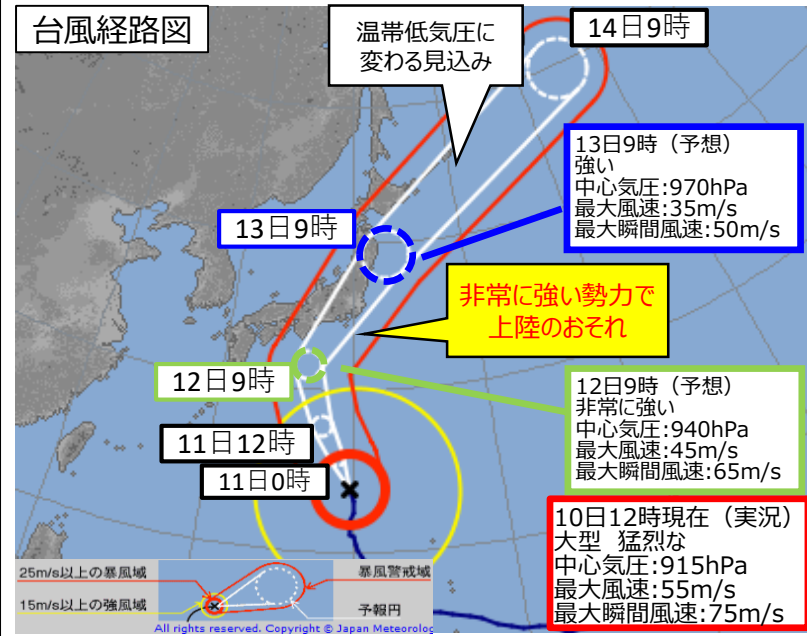 台風経路図
温帯低気圧に
変わる見込み
14日9時
13日9時（予想）
強い
中心気圧:970hPa
最大風速:35m/s
最大瞬間風速:50m/s
13日9時
非常に強い勢力で
上陸のおそれ
12日9時
12日9時（予想）
非常に強い
中心気圧:940hPa
最大風速:45m/s
最大瞬間風速:65m/s
11日12時
11日0時
10日12時現在（実況）
大型 猛烈な
中心気圧:915hPa
最大風速:55m/s
最大瞬間風速:75m/s
25m/s以上の暴風域
暴風警戒域
15m/s以上の強風域
予報円
All rights reserved. Copyright © Japan Meteorolog